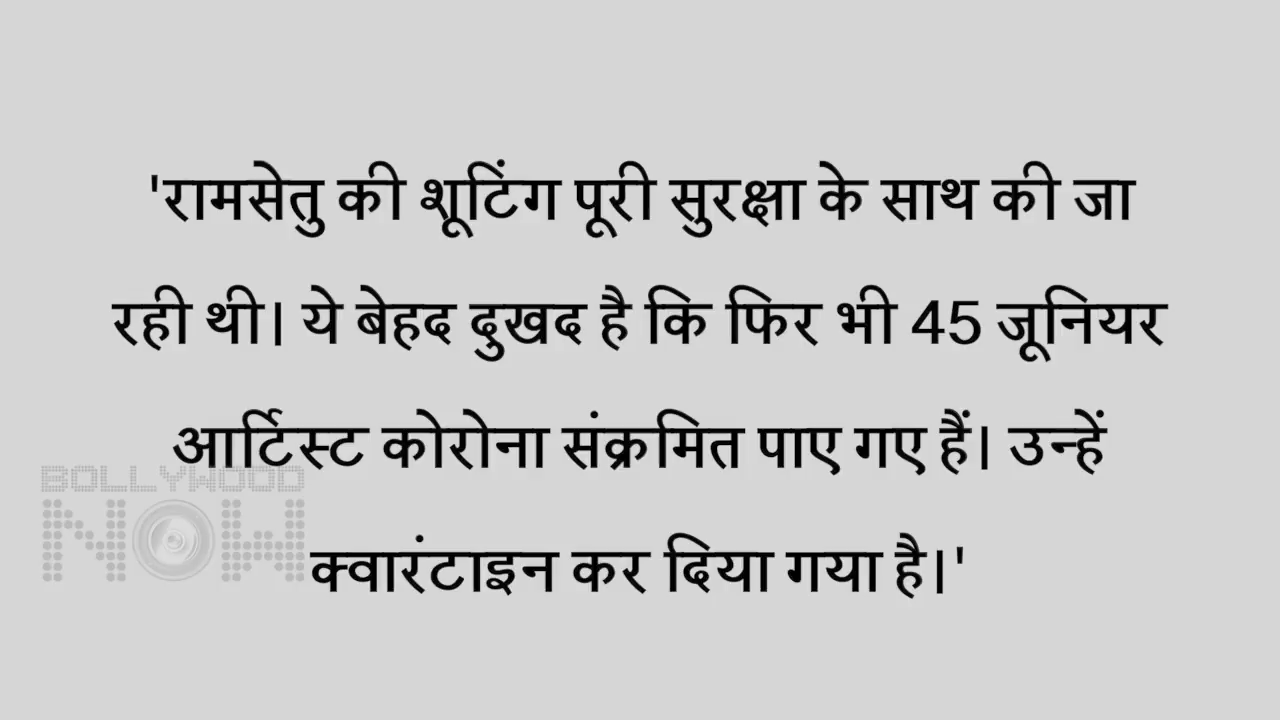 'रामसेतु की शूटिंग पूरी सुरक्षा के साथ की जा
रही थी। ये बेहद दुखद है कि फिर भी 45 जूनियर
आर्टिस्ट कोरोना संक्रमित पाए गए हैं। उन्हें
BOLLYWOOD
NOW
क्वारंटाइन कर दिया गया है।'